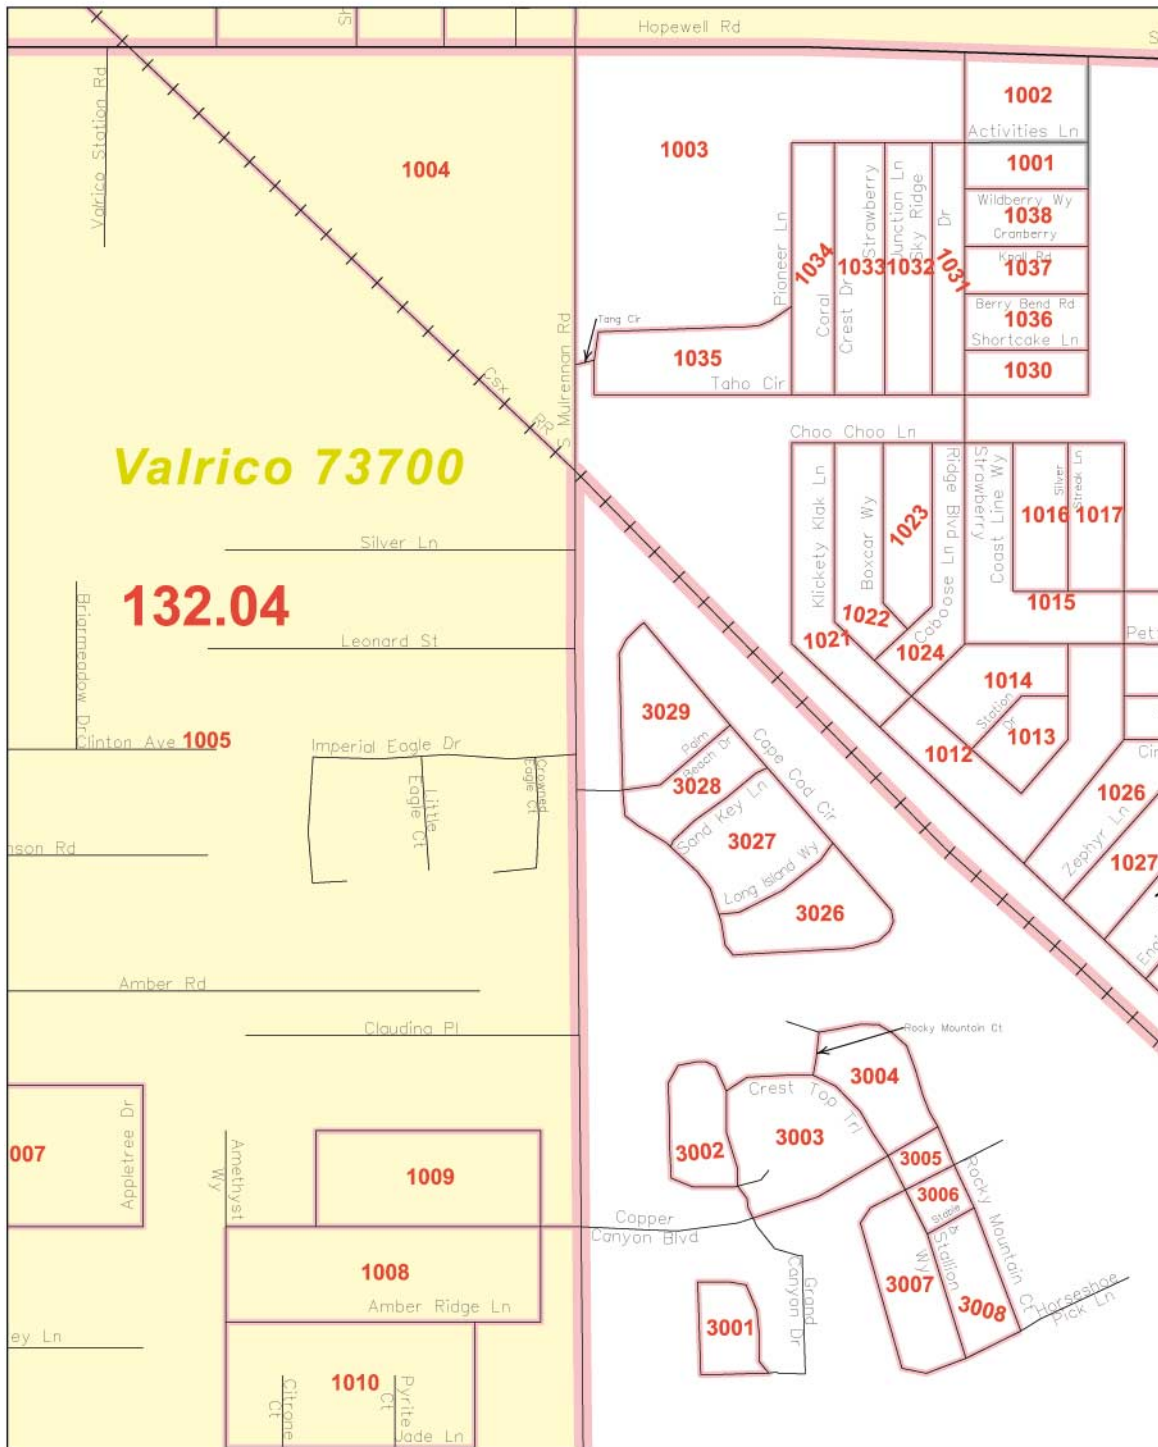 Hopewell Rd
Sh
S
Valrico Station Rd
1004
1003
1002
Activities Ln
1001
Wildberry Wy
1038
Cranberry
Knoll Rd
1037
Berry Bend Rd
1036
Shortcake Ln
1030
Pioneer Ln
1034
Coral
Crest Dr
1033
Strawberry
1032
Junction Ln
Sky Ridge
Dr
1031
Tang Cir
1035
Taho Cir
S Mulrennan Rd
Csx
RR
Valrico 73700
Choo Choo Ln
Klickety Klak Ln
Boxcar Wy
1023
Ridge Blvd
Caboose Ln
Strawberry
Coast Line Wy
Silver
Streak Ln
1016
1017
1015
1022
1021
1024
Silver Ln
132.04
Briarmeadow Dr
Leonard St
Clinton Ave
1005
Imperial Eagle Dr
Little
Eagle Ct
Crowned
Eagle Ct
nson Rd
3029
Palm
Beach Dr
3028
Cape Cod Cir
Sand Key Ln
3027
Long Island Wy
3026
Pett
1014
Station
Dr
1013
1012
Cir
1026
Zephyr Ln
1027
Engi
Amber Rd
Claudina Pl
Rocky Mountain Ct
3004
Crest Top Trl
3003
3002
3005
3006
Stable
Ct
Rocky Mountain Ct
Stallion
Wy
3007
3008
Horseshoe
Pick Ln
007
Appletree Dr
Amethyst
Wy
1009
Copper
Canyon Blvd
1008
Amber Ridge Ln
Grand
Canyon Dr
3001
ey Ln
1010
Citrone
Ct
Pyrite
Ct
Jade Ln